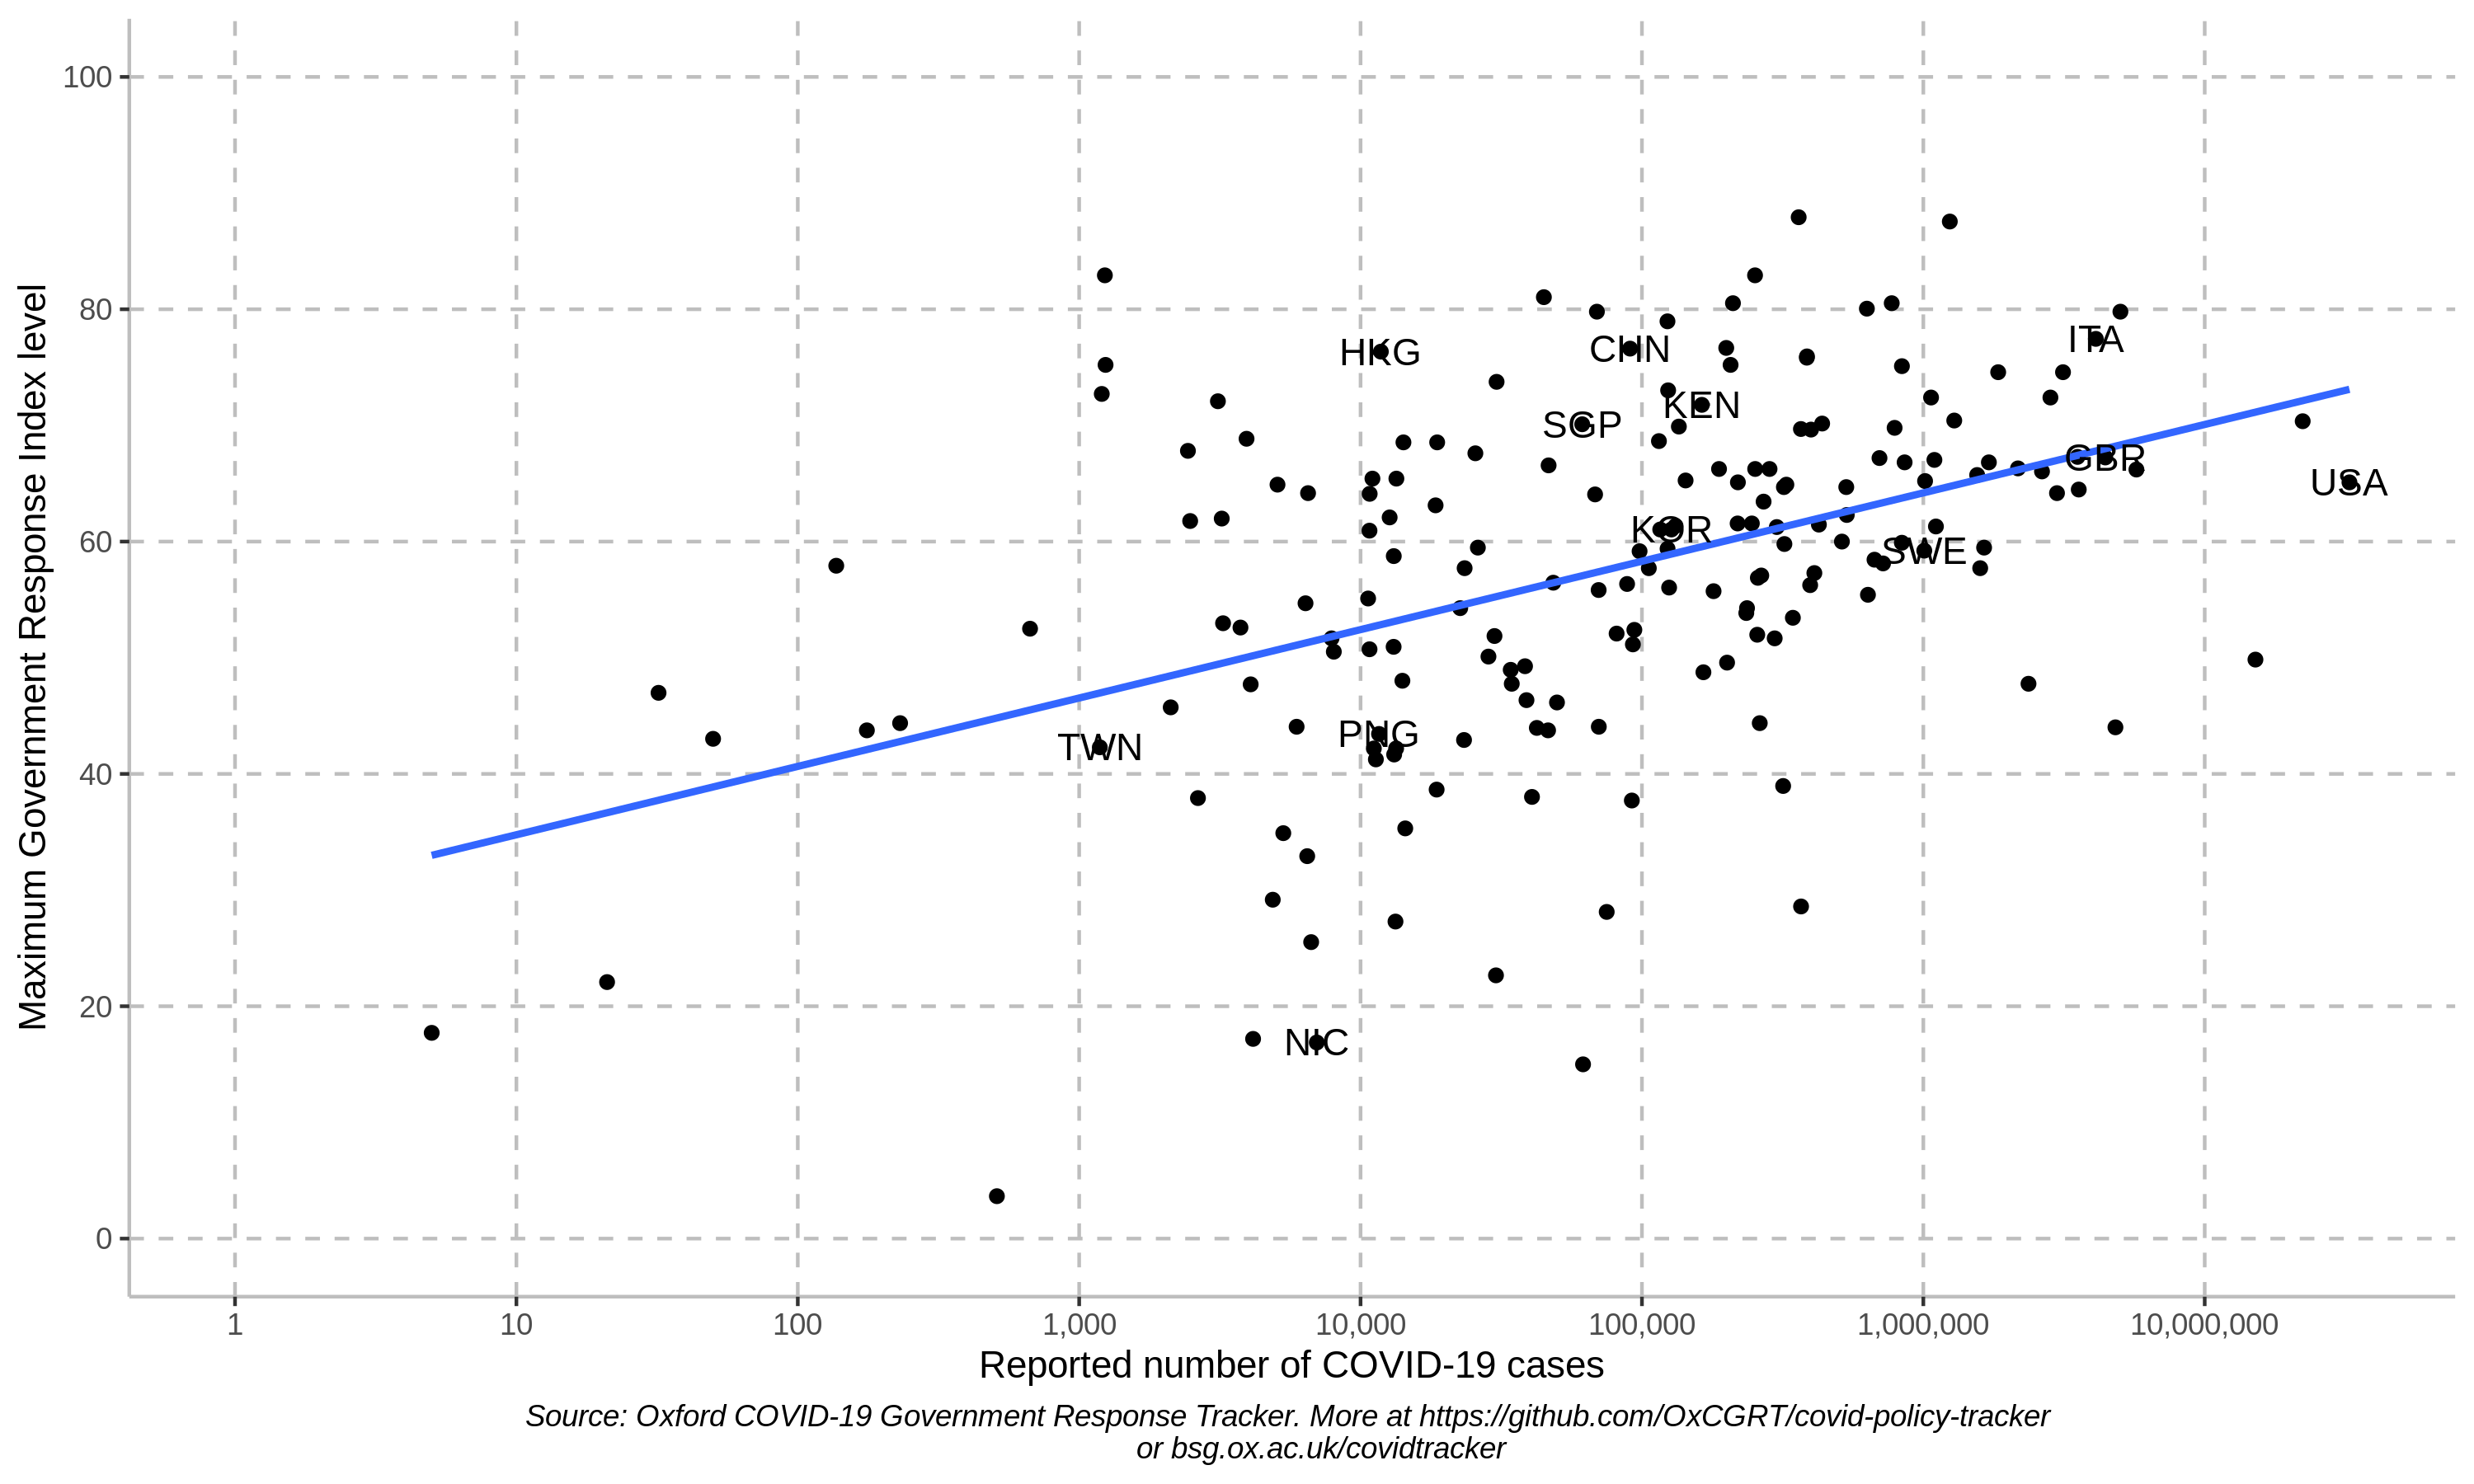 Maximum Government Response Index level
100
80
60
40
20
0
HKG
CHN
ITA
KEN
SGP
GBR
USA
KOR
SWE
PNG
TWN
NIC
1
10
100
1,000
10,000
100,000
1,000,000
10,000,000
Reported number of COVID-19 cases
Source: Oxford COVID-19 Government Response Tracker. More at https://github.com/OxCGRT/covid-policy-tracker
or bsg.ox.ac.uk/covidtracker